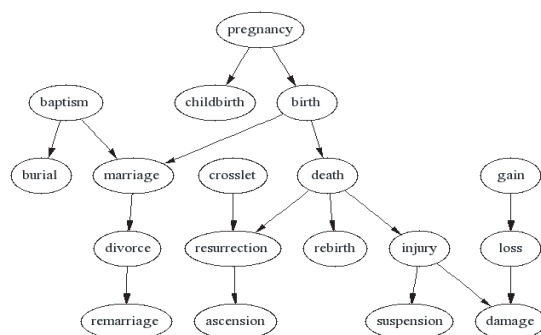 pregnancy
baptism childbirth birth
burial marriage crosslet death gain
divorce resurrection rebirth injury loss
remarriage ascension suspension damage